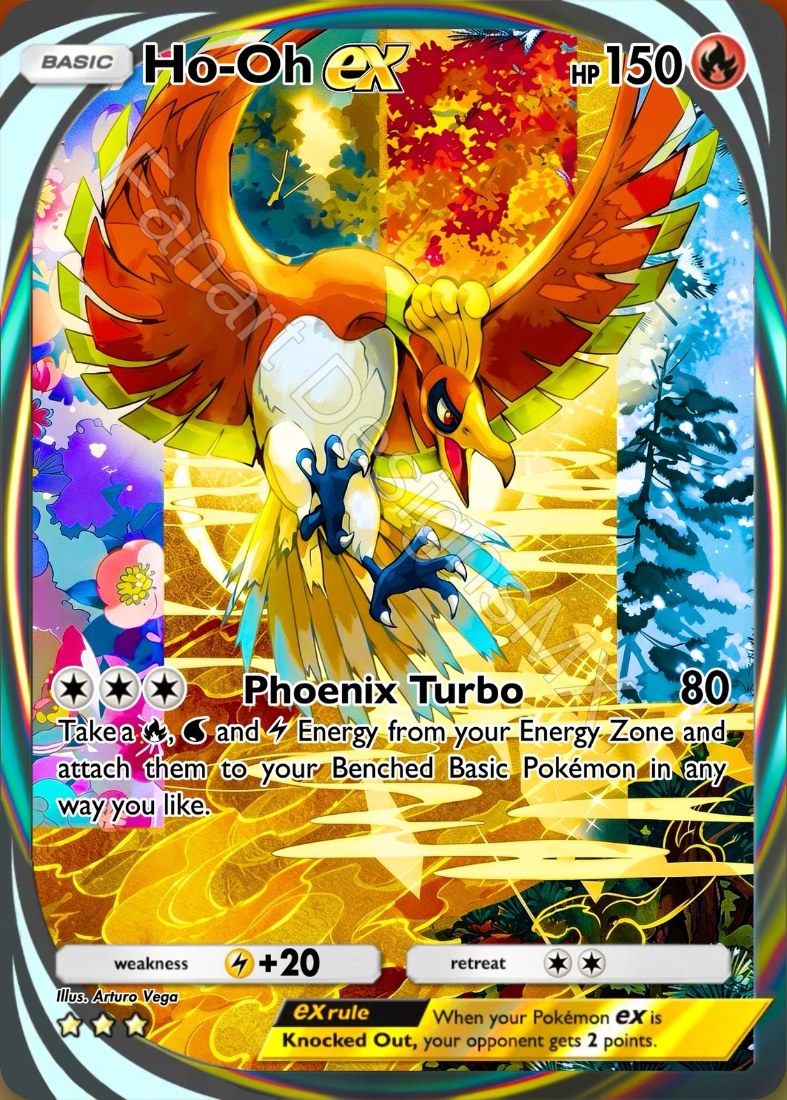 BASIC
Ho-Oh ex
HP 150
Fanart DesignsMX
Phoenix Turbo 80
Take a , and Energy from your Energy Zone and
attach them to your Benched Basic Pokémon in any
way you like.
weakness +20
retreat
Illus. Arturo Vega
ex rule
When your Pokémon ex is
Knocked Out, your opponent gets 2 points.